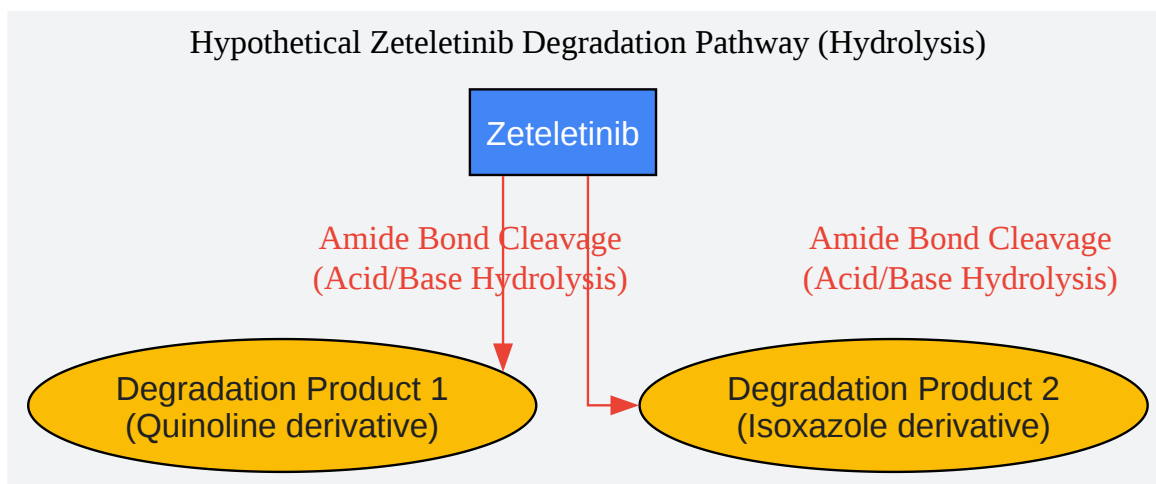 Hypothetical Zeteletinib Degradation Pathway (Hydrolysis)
Zeteletinib
Amide Bond Cleavage
(Acid/Base Hydrolysis)
Amide Bond Cleavage
(Acid/Base Hydrolysis)
Degradation Product 1
(Quinoline derivative)
Degradation Product 2
(Isoxazole derivative)